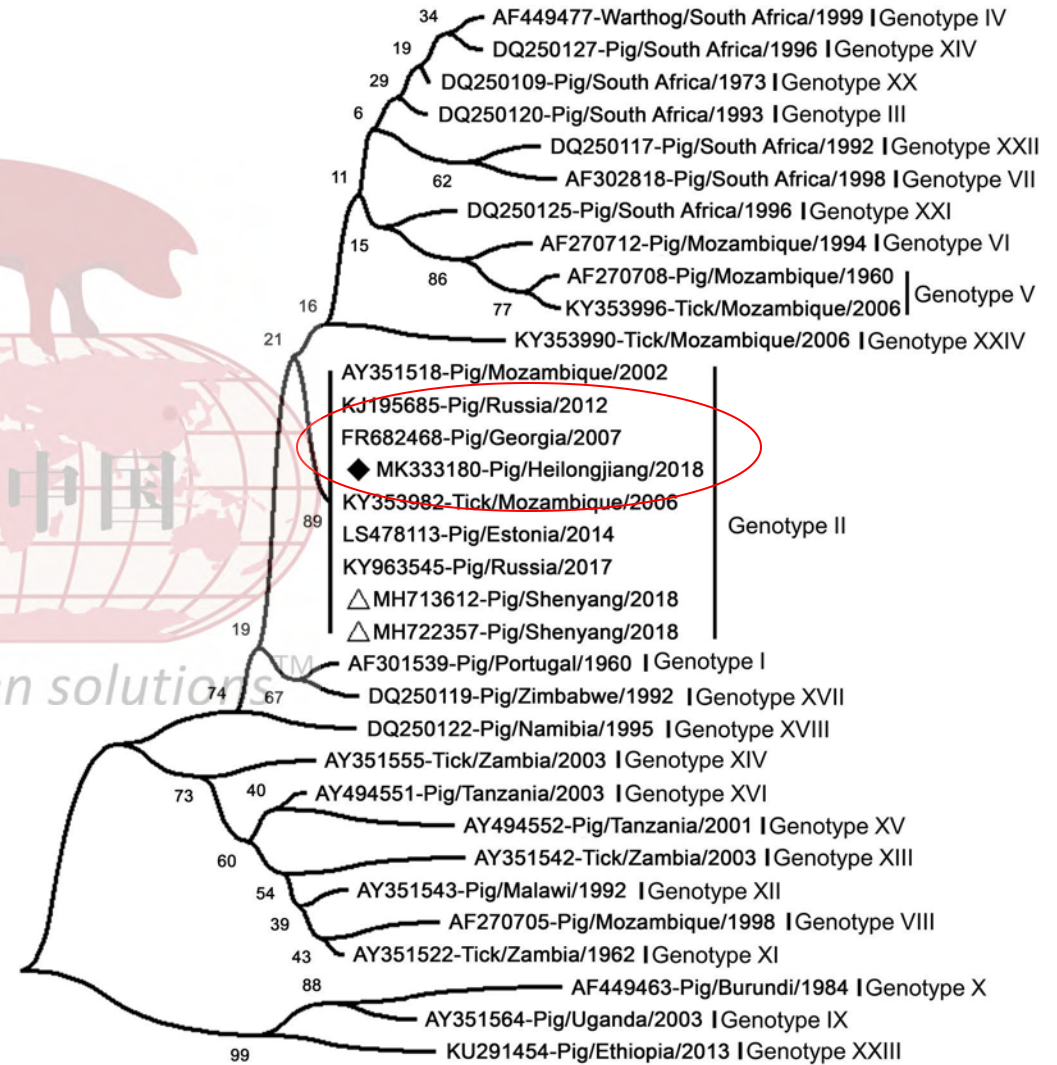 34
AF449477-Warthog/South Africa/1999 Genotype IV
19
DQ250127-Pig/South Africa/1996 Genotype XIV
29
DQ250109-Pig/South Africa/1973 Genotype XX
6
DQ250120-Pig/South Africa/1993 Genotype III
DQ250117-Pig/South Africa/1992 Genotype XXII
11
62
AF302818-Pig/South Africa/1998 Genotype VII
DQ250125-Pig/South Africa/1996 Genotype XXI
15
AF270712-Pig/Mozambique/1994 Genotype VI
86
AF270708-Pig/Mozambique/1960
Genotype V
77
KY353996-Tick/Mozambique/2006
16
21
KY353990-Tick/Mozambique/2006 Genotype XXIV
AY351518-Pig/Mozambique/2002
KJ195685-Pig/Russia/2012
FR682468-Pig/Georgia/2007
MK333180-Pig/Heilongjiang/2018
中国
KY353982-Tick/Mozambique/2006
89
Genotype II
LS478113-Pig/Estonia/2014
KY963545-Pig/Russia/2017
MH713612-Pig/Shenyang/2018
19
MH722357-Pig/Shenyang/2018
AF301539-Pig/Portugal/1960 Genotype I
n solutions™
74
67
DQ250119-Pig/Zimbabwe/1992 Genotype XVII
DQ250122-Pig/Namibia/1995 Genotype XVIII
AY351555-Tick/Zambia/2003 Genotype XIV
73
40
AY494551-Pig/Tanzania/2003 Genotype XVI
AY494552-Pig/Tanzania/2001 Genotype XV
60
AY351542-Tick/Zambia/2003 Genotype XIII
54
AY351543-Pig/Malawi/1992 Genotype XII
39
AF270705-Pig/Mozambique/1998 Genotype VIII
43
AY351522-Tick/Zambia/1962 Genotype XI
88
AF449463-Pig/Burundi/1984 Genotype X
AY351564-Pig/Uganda/2003 Genotype IX
99
KU291454-Pig/Ethiopia/2013 Genotype XXIII